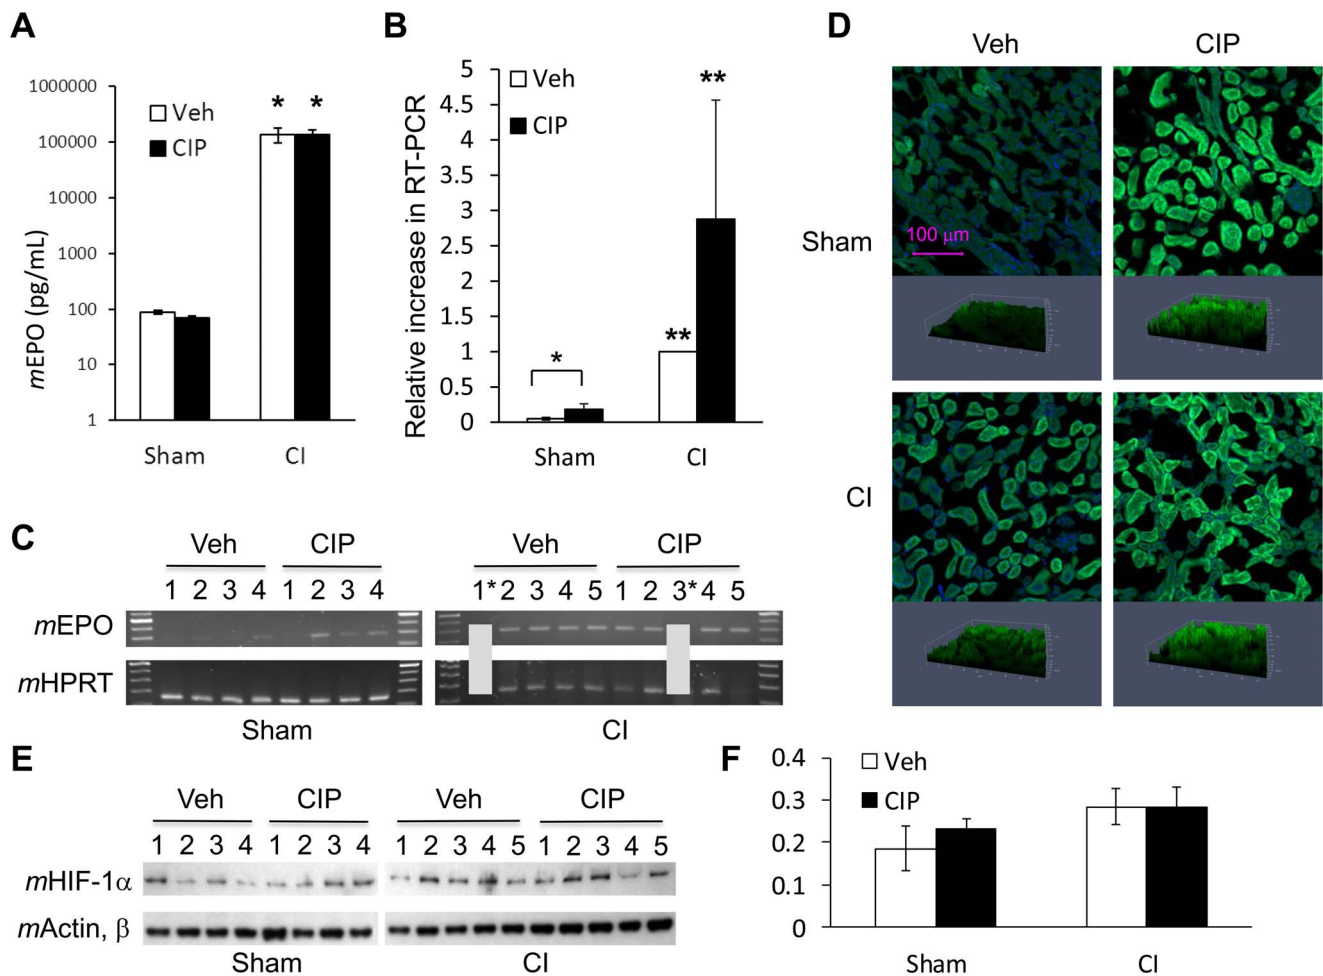 A
1000000
100000
10000
1000
100
10
1
mEPO (pg/mL)
Veh
CIP
* *
Sham CI
B
5
4.5
4
3.5
3
2.5
2
1.5
1
0.5
0
Relative increase in RT-PCR
Veh
CIP
*
**
**
Sham CI
C
Veh CIP Veh CIP
1 2 3 4 1 2 3 4 1* 2 3 4 5 1 2 3* 4 5
mEPO
mHPRT
Sham CI
D
Veh CIP
Sham
100 μm
CI
E
Veh CIP Veh CIP
1 2 3 4 1 2 3 4 1 2 3 4 5 1 2 3 4 5
mHIF-1α
mActin, β
Sham CI
F
0.4
0.3
0.2
0.1
0
Veh
CIP
Sham CI